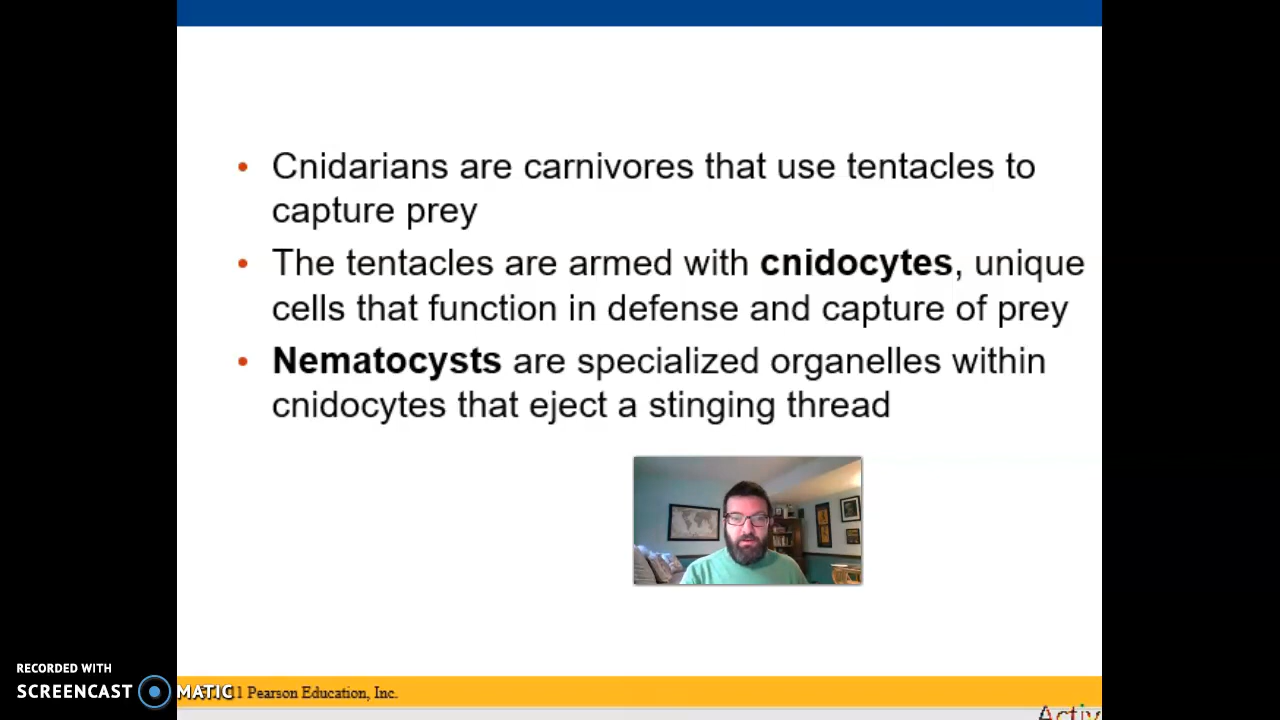 • Cnidarians are carnivores that use tentacles to
capture prey
• The tentacles are armed with cnidocytes, unique
cells that function in defense and capture of prey
• Nematocysts are specialized organelles within
cnidocytes that eject a stinging thread
RECORDED WITH
SCREENCAST MATIC
11 Pearson Education, Inc.
Activ